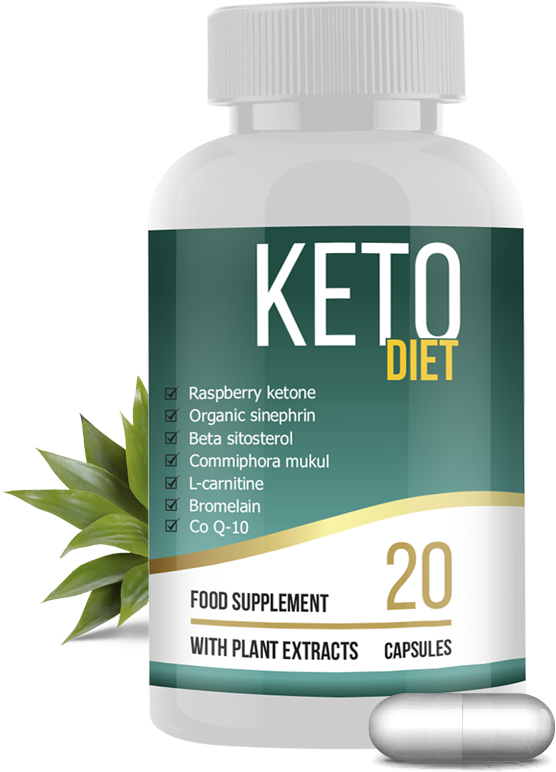 KETO
DIET
Raspberry ketone
Organic sinephrin
Beta sitosterol
Commiphora mukul
L-carnitine
Bromelain
Co Q-10
FOOD SUPPLEMENT
20
WITH PLANT EXTRACTS
CAPSULES